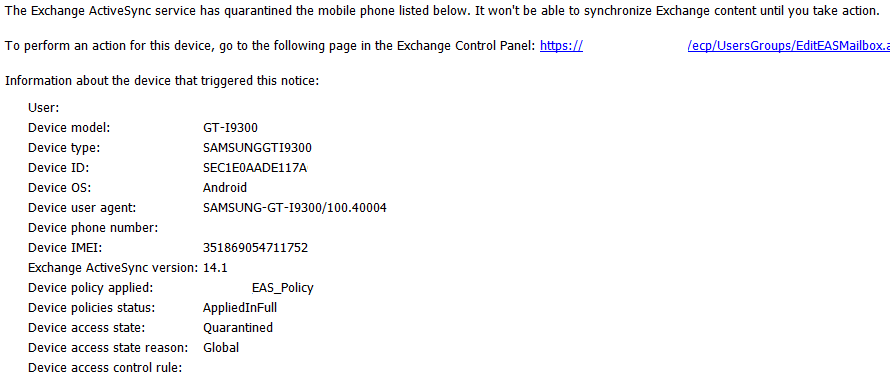 The Exchange ActiveSync service has quarantined the mobile phone listed below. It won't be able to synchronize Exchange content until you take action.
To perform an action for this device, go to the following page in the Exchange Control Panel: https:// /ecp/UsersGroups/EditEASMailbox.a
Information about the device that triggered this notice:
User:
Device model: GT-I9300
Device type: SAMSUNGGTI9300
Device ID: SEC1E0AADE117A
Device OS: Android
Device user agent: SAMSUNG-GT-I9300/100.40004
Device phone number:
Device IMEI: 351869054711752
Exchange ActiveSync version: 14.1
Device policy applied: EAS_Policy
Device policies status: AppliedInFull
Device access state: Quarantined
Device access state reason: Global
Device access control rule: